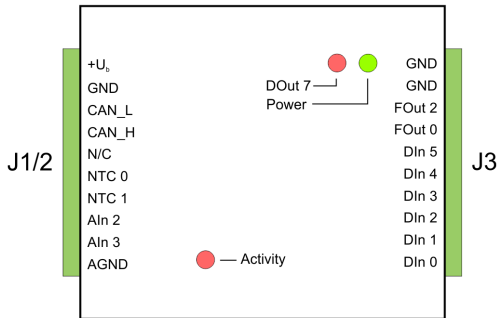 J1/2
+Ub
GND
CAN_L
CAN_H
N/C
NTC 0
NTC 1
AIn 2
AIn 3
AGND
DOut 7
Power
Activity
GND
GND
FOut 2
FOut 0
DIn 5
DIn 4
DIn 3
DIn 2
DIn 1
DIn 0
J3